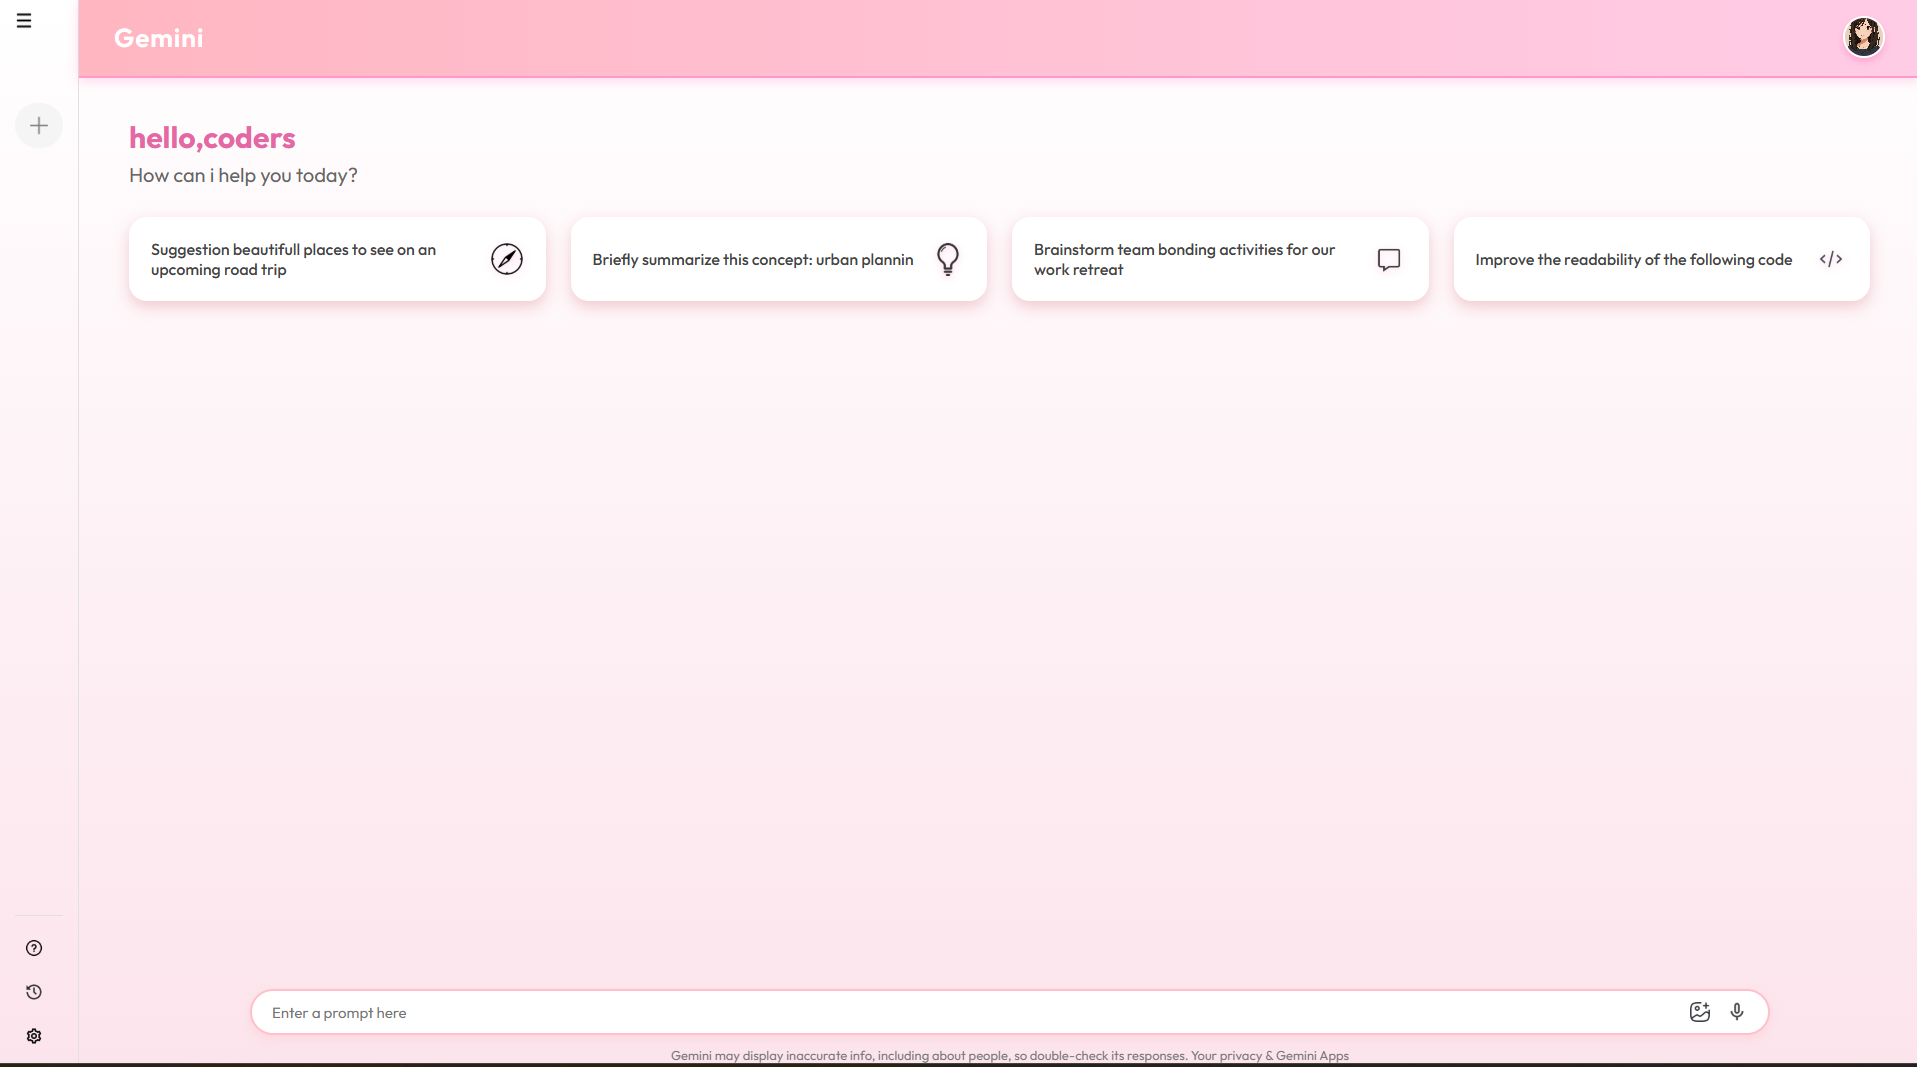 Gemini
hello,coders
How can i help you today?
Suggestion beautifull places to see on an
upcoming road trip
Briefly summarize this concept: urban plannin
Brainstorm team bonding activities for our
work retreat
Improve the readability of the following code
Enter a prompt here
Gemini may display inaccurate info, including about people, so double-check its responses. Your privacy & Gemini Apps